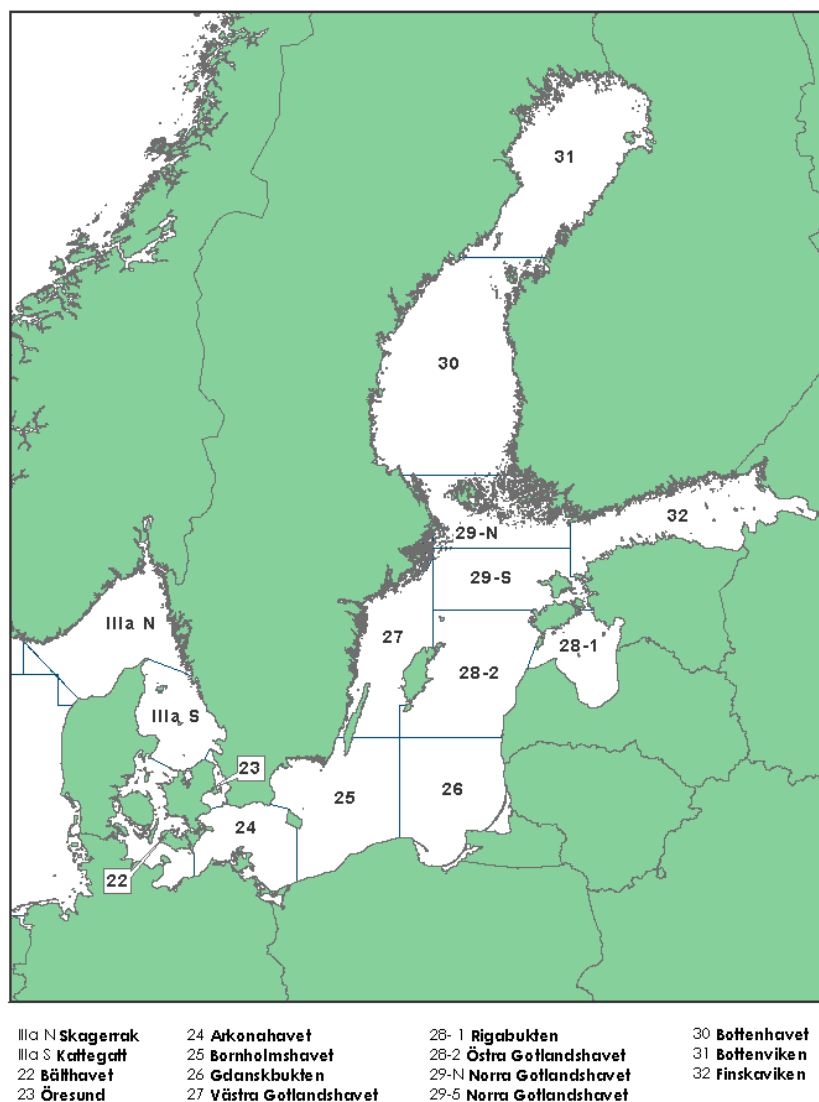 31
30
32
29-N
29-S
IIIa N
27
28-1
28-2
IIIa S
23
25
26
24
22
IIIa N Skagerrak
IIIa S Kattegatt
22 Bälthavet
23 Öresund
24 Arkonahavet
25 Bornholmshavet
26 Gdanskbukten
27 Västra Gotlandshavet
28- 1 Rigabukten
28-2 Östra Gotlandshavet
29-N Norra Gotlandshavet
29-5 Norra Gotlandshavet
30 Bottenhavet
31 Bottenviken
32 Finskaviken